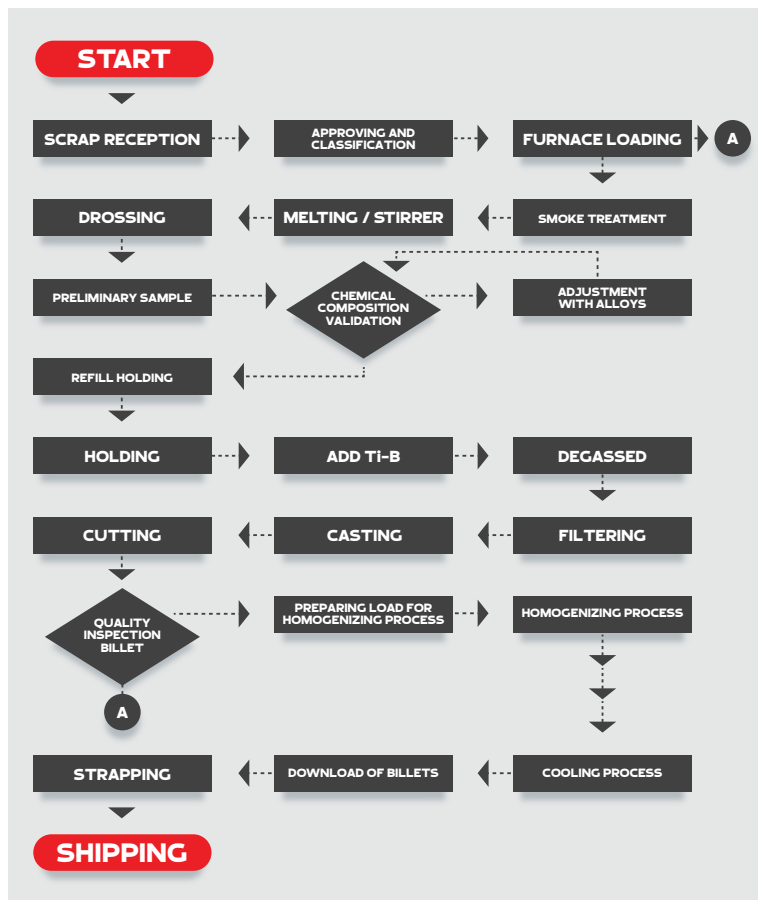 START
SCRAP RECEPTION
APPROVING AND
CLASSIFICATION
FURNACE LOADING
A
DROSSING
MELTING / STIRRER
SMOKE TREATMENT
PRELIMINARY SAMPLE
CHEMICAL
COMPOSITION
VALIDATION
ADJUSTMENT
WITH ALLOYS
REFILL HOLDING
HOLDING
ADD Ti-B
DEGASSED
CUTTING
CASTING
FILTERING
QUALITY
INSPECTION
BILLET
PREPARING LOAD FOR
HOMOGENIZING PROCESS
HOMOGENIZING PROCESS
A
STRAPPING
DOWNLOAD OF BILLETS
COOLING PROCESS
SHIPPING